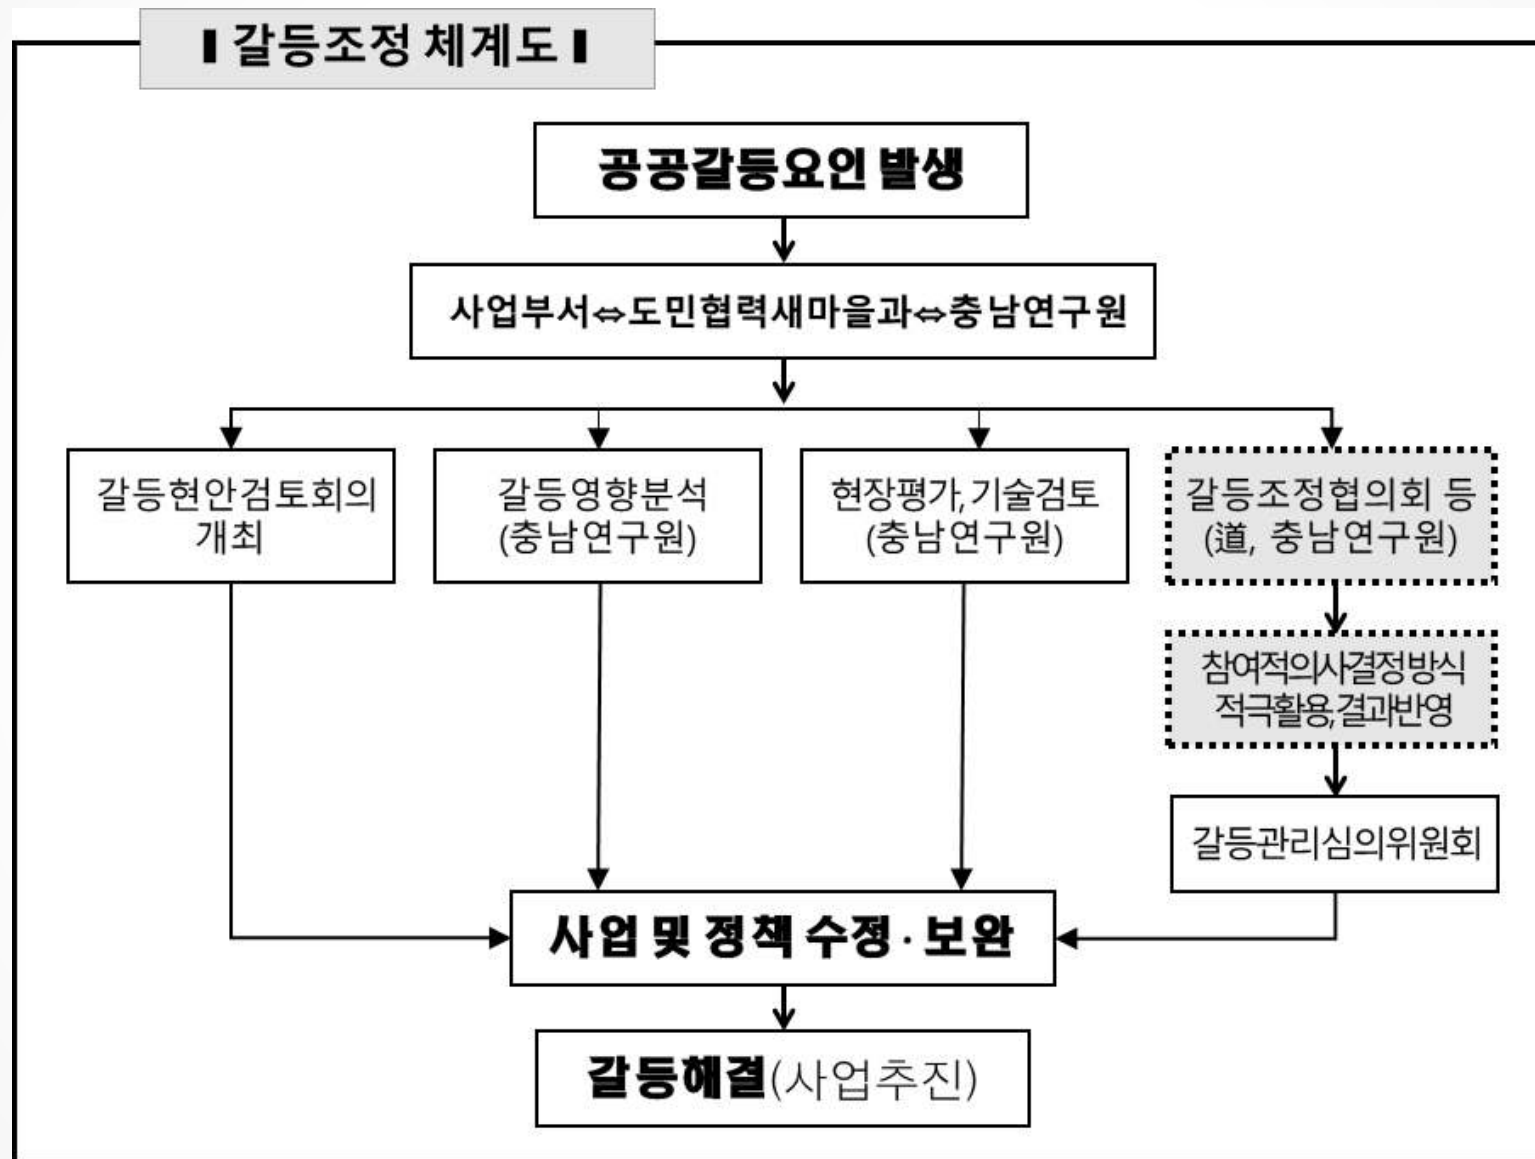 ▮ 갈등조정 체계도 ▮
공공갈등요인 발생
사업부서⇔도민협력새마을과⇔충남연구원
갈등현안검토회의
개최
갈등영향분석
(충남연구원)
현장평가, 기술검토
(충남연구원)
갈등조정협의회 등
(道, 충남연구원)
참여적의사결정방식
적극활용,결과반영
갈등관리심의위원회
사업 및 정책 수정 · 보완
갈등해결(사업추진)